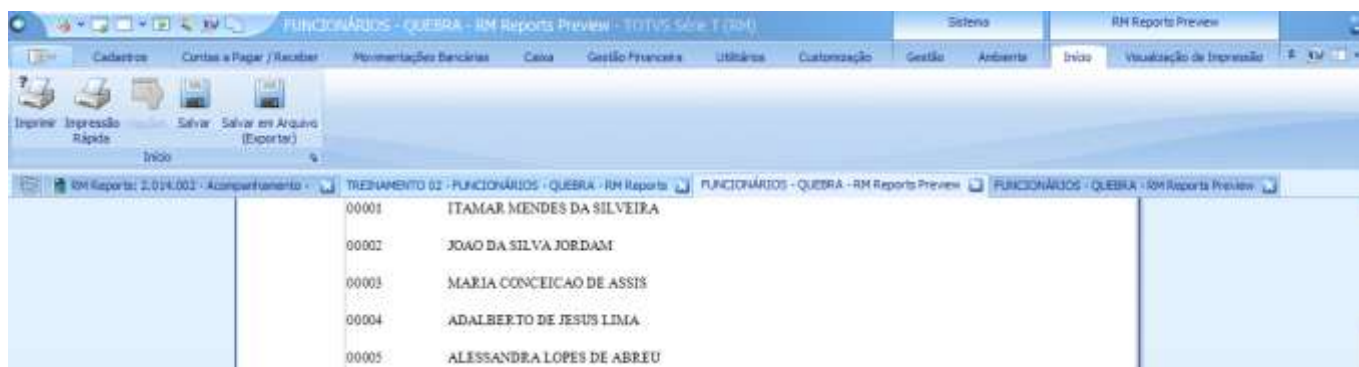 FUNCIONÁRIOS - QUEBRA - RM Reports Preview - TOTVS Série T (RM)
Sistema
RM Reports Preview
Cadastros
Contas a Pagar / Receber
Movimentações Bancárias
Caixa
Gestão Financeira
Utilitários
Customização
Gestão
Ambiente
Início
Visualização de Impressão
Imprimir
Impressão Rápida
Salvar
Salvar em Arquivo (Exportar)
Início
RM Reports: 2.014.002 - Acompanhamento -
TREINAMENTO 02 - FUNCIONÁRIOS - QUEBRA - RM Reports
FUNCIONÁRIOS - QUEBRA - RM Reports Preview
FUNCIONÁRIOS - QUEBRA - RM Reports Preview
00001 ITAMAR MENDES DA SILVEIRA
00002 JOAO DA SILVA JORDAM
00003 MARIA CONCEICAO DE ASSIS
00004 ADALBERTO DE JESUS LIMA
00005 ALESSANDRA LOPES DE ABREU